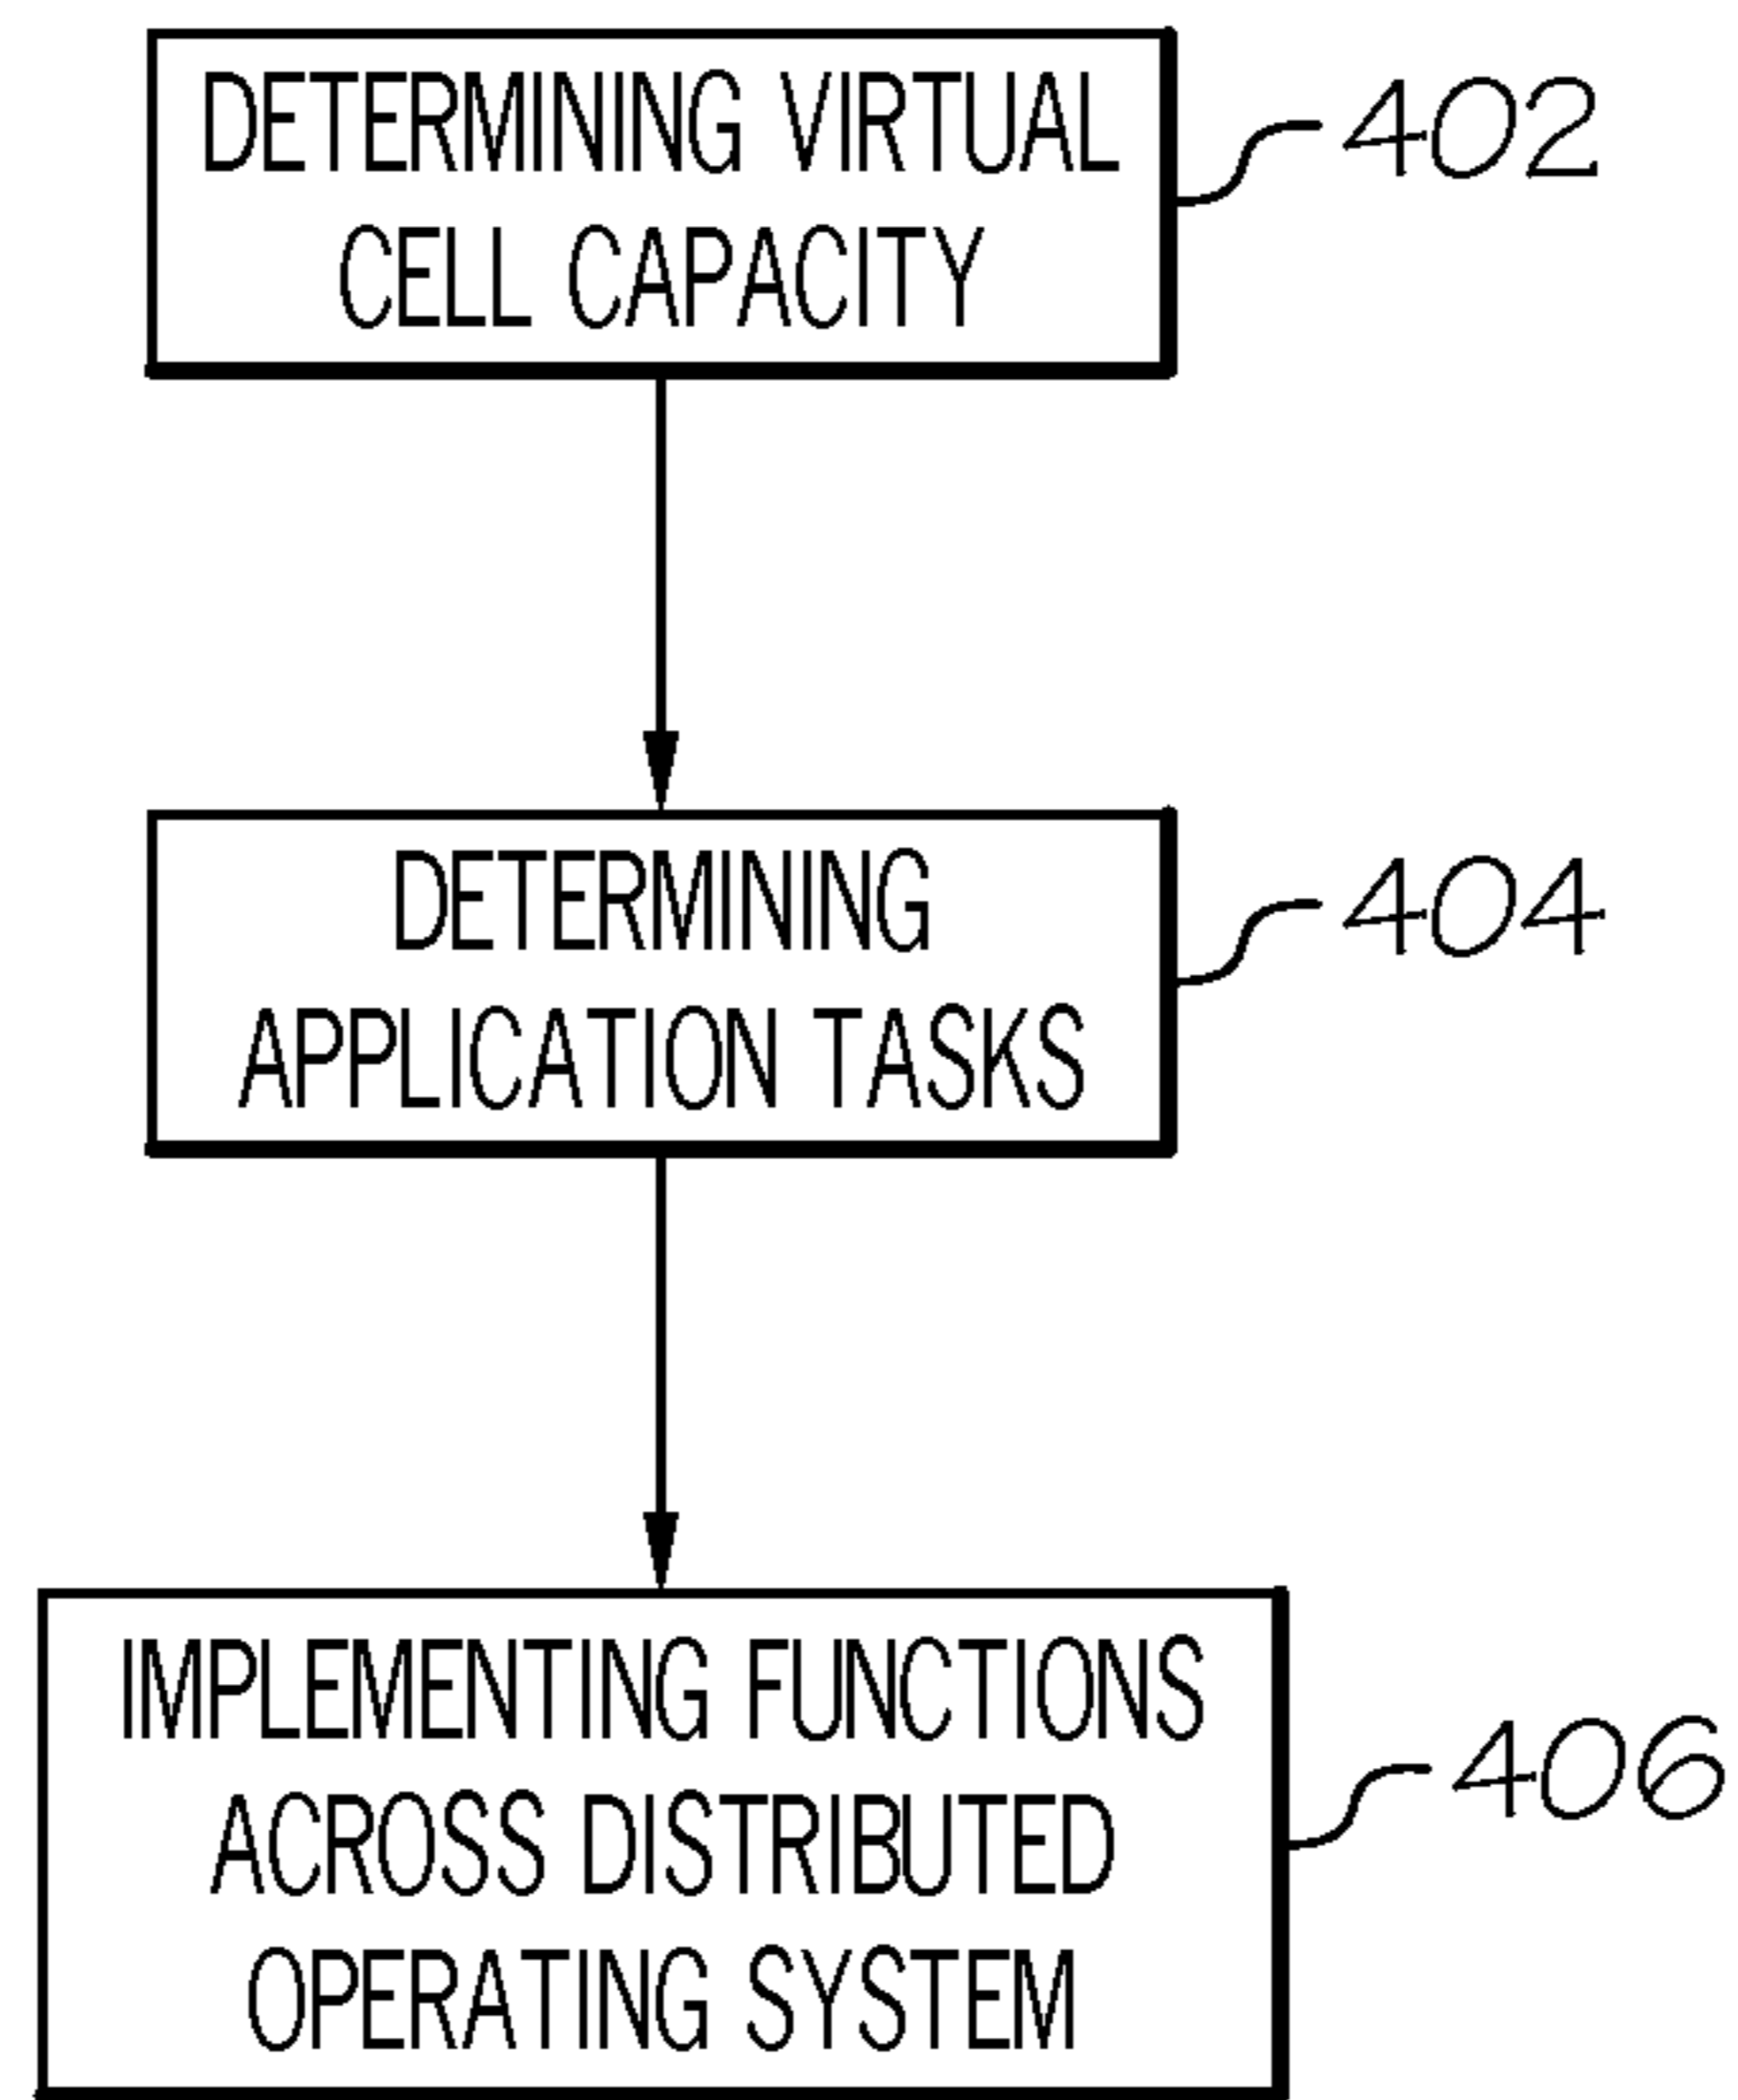 DETERMINING VIRTUAL
CELL CAPACITY
402
DETERMINING
APPLICATION TASKS
404
IMPLEMENTING FUNCTIONS
ACROSS DISTRIBUTED
OPERATING SYSTEM
406